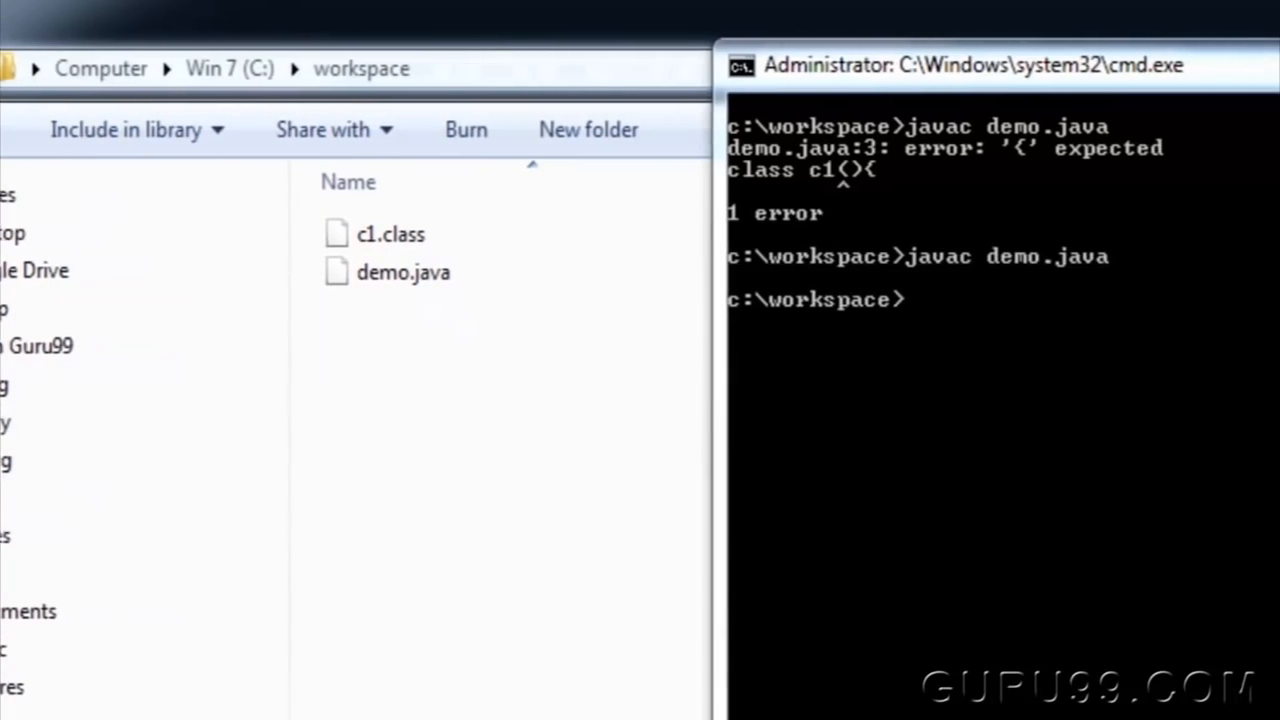 Computer Win 7 (C:) workspace
Include in library Share with Burn New folder
Name
c1.class
demo.java
es
top
gle Drive
p
n Guru99
g
y
g
es
ments
c
res
Administrator: C:\Windows\system32\cmd.exe
c:\workspace>javac demo.java
demo.java:3: error: '{' expected
class c1(){
^
1 error
c:\workspace>javac demo.java
c:\workspace>
GURU99.COM